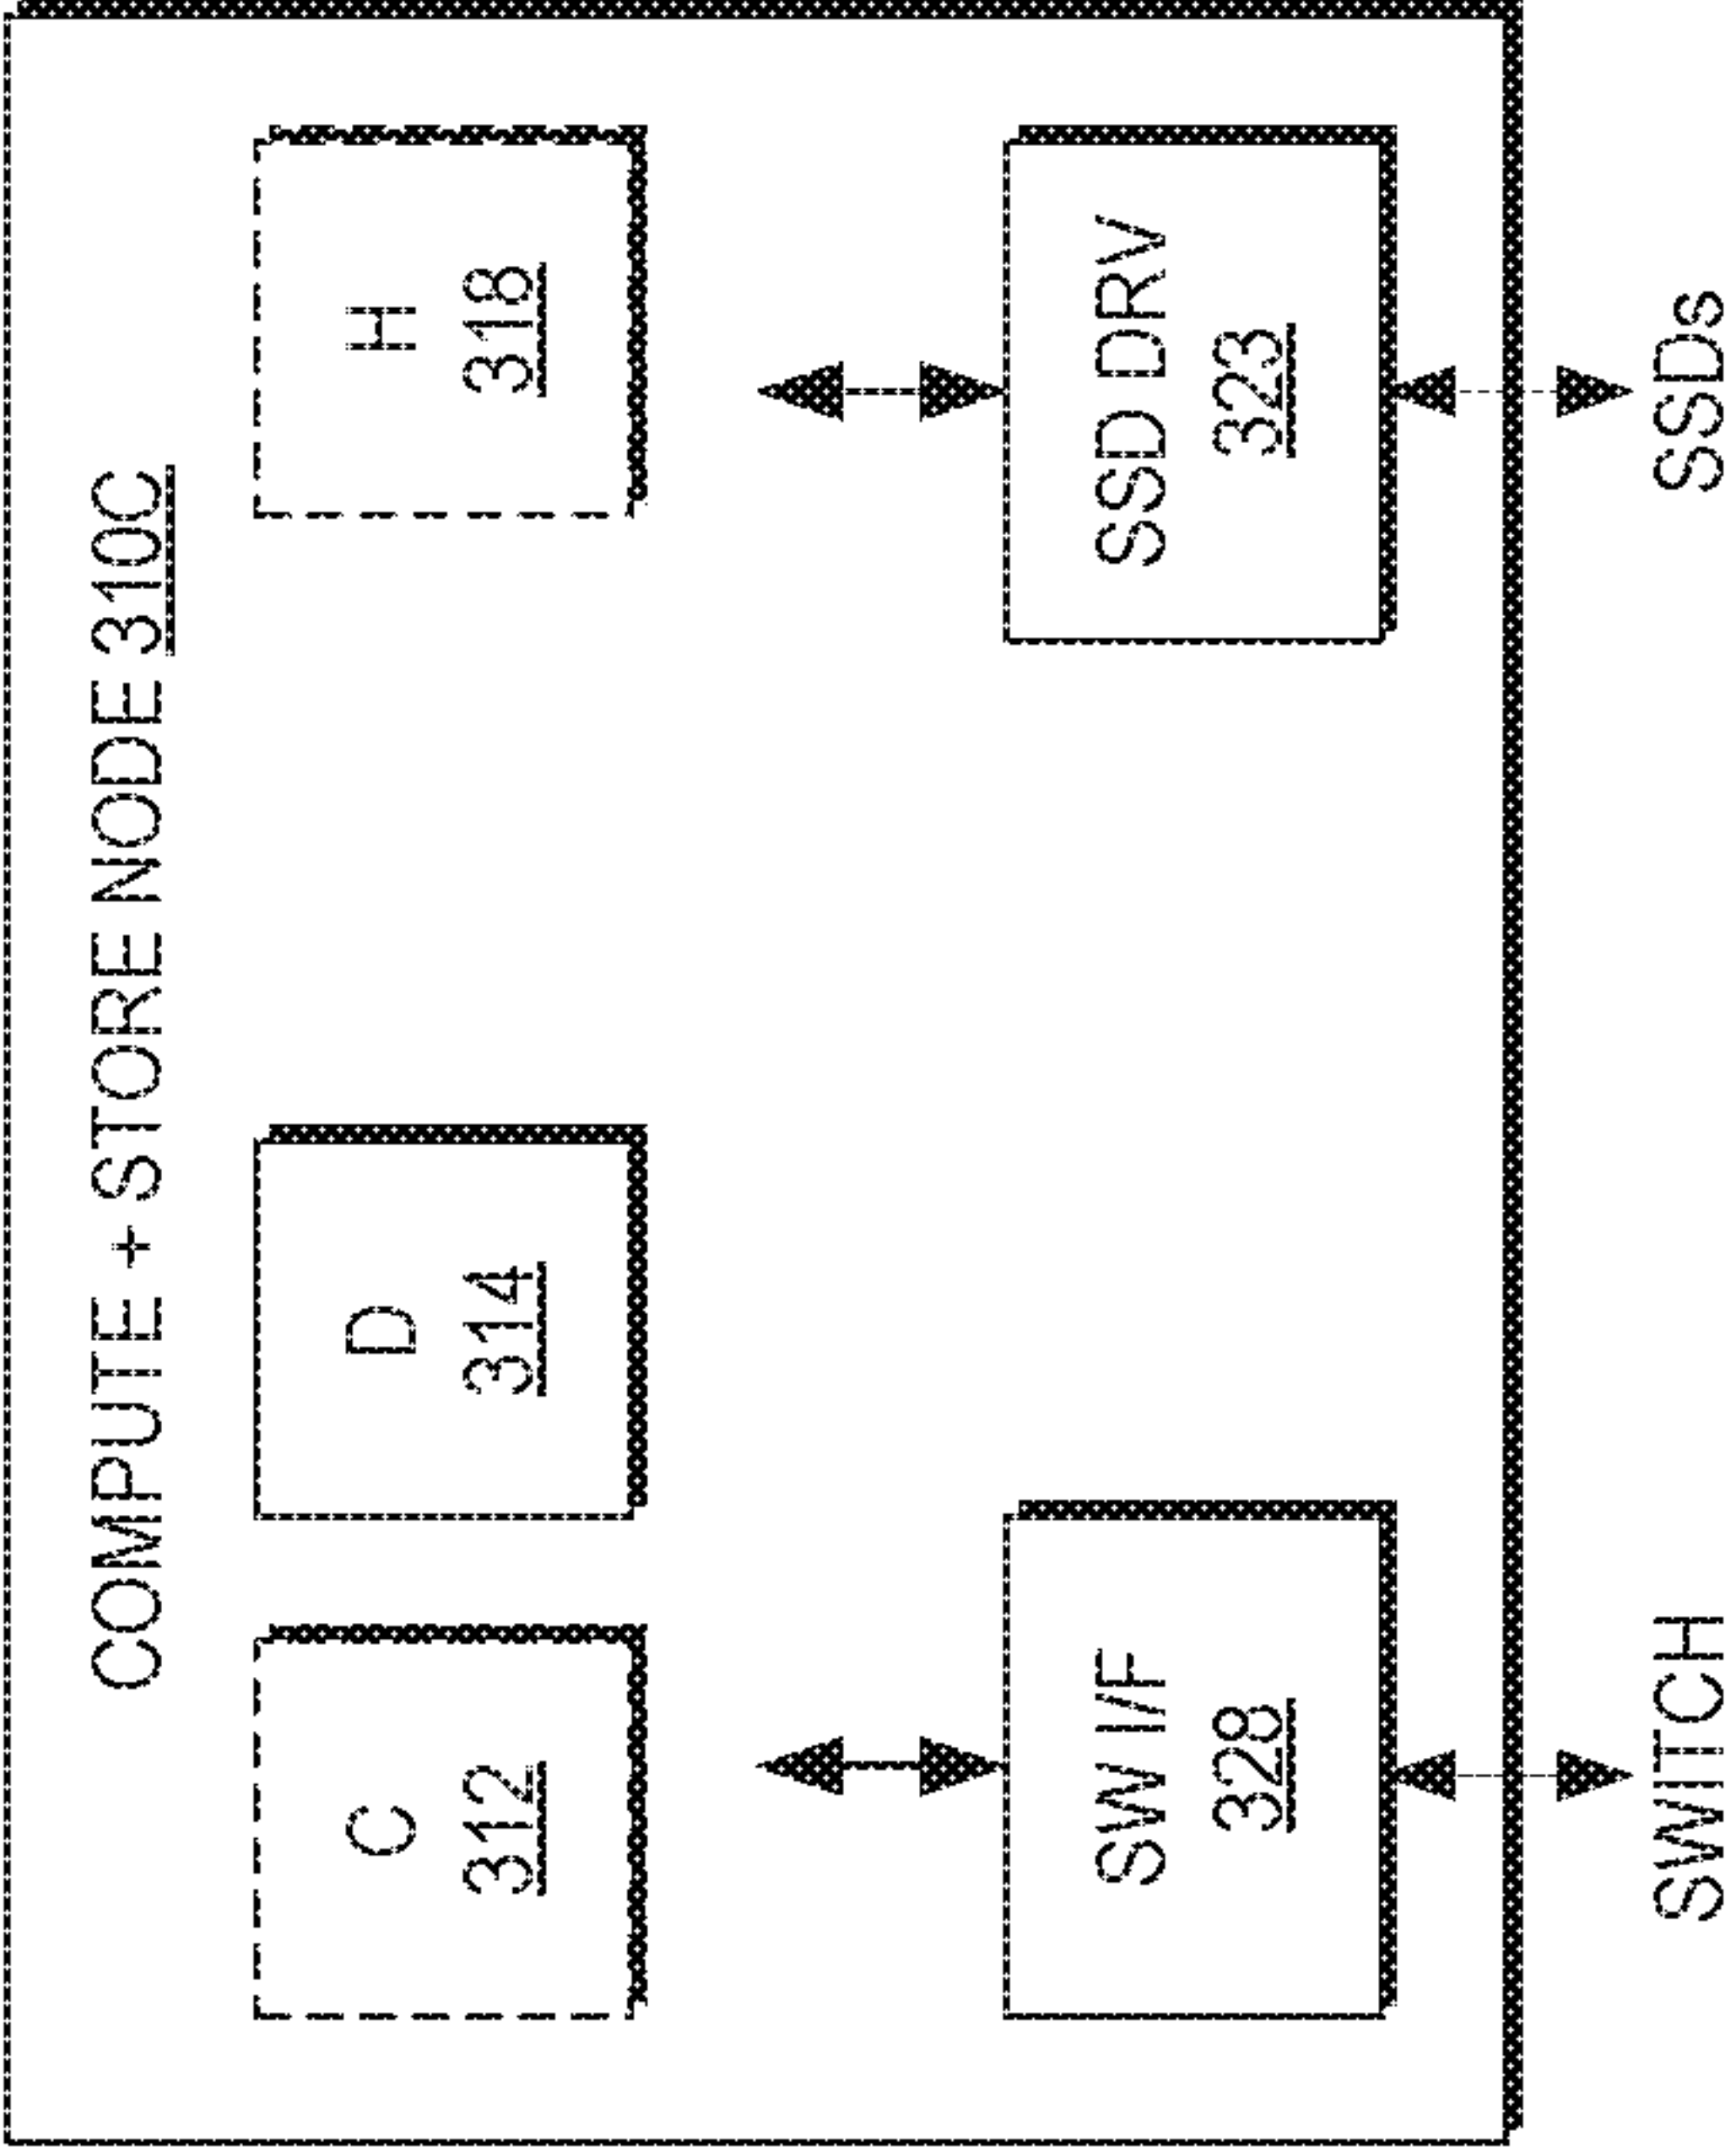 COMPUTE + STORE NODE 310C
C
312
D
314
H
318
SW I/F
328
SSD DRV
323
SWITCH
SSDs